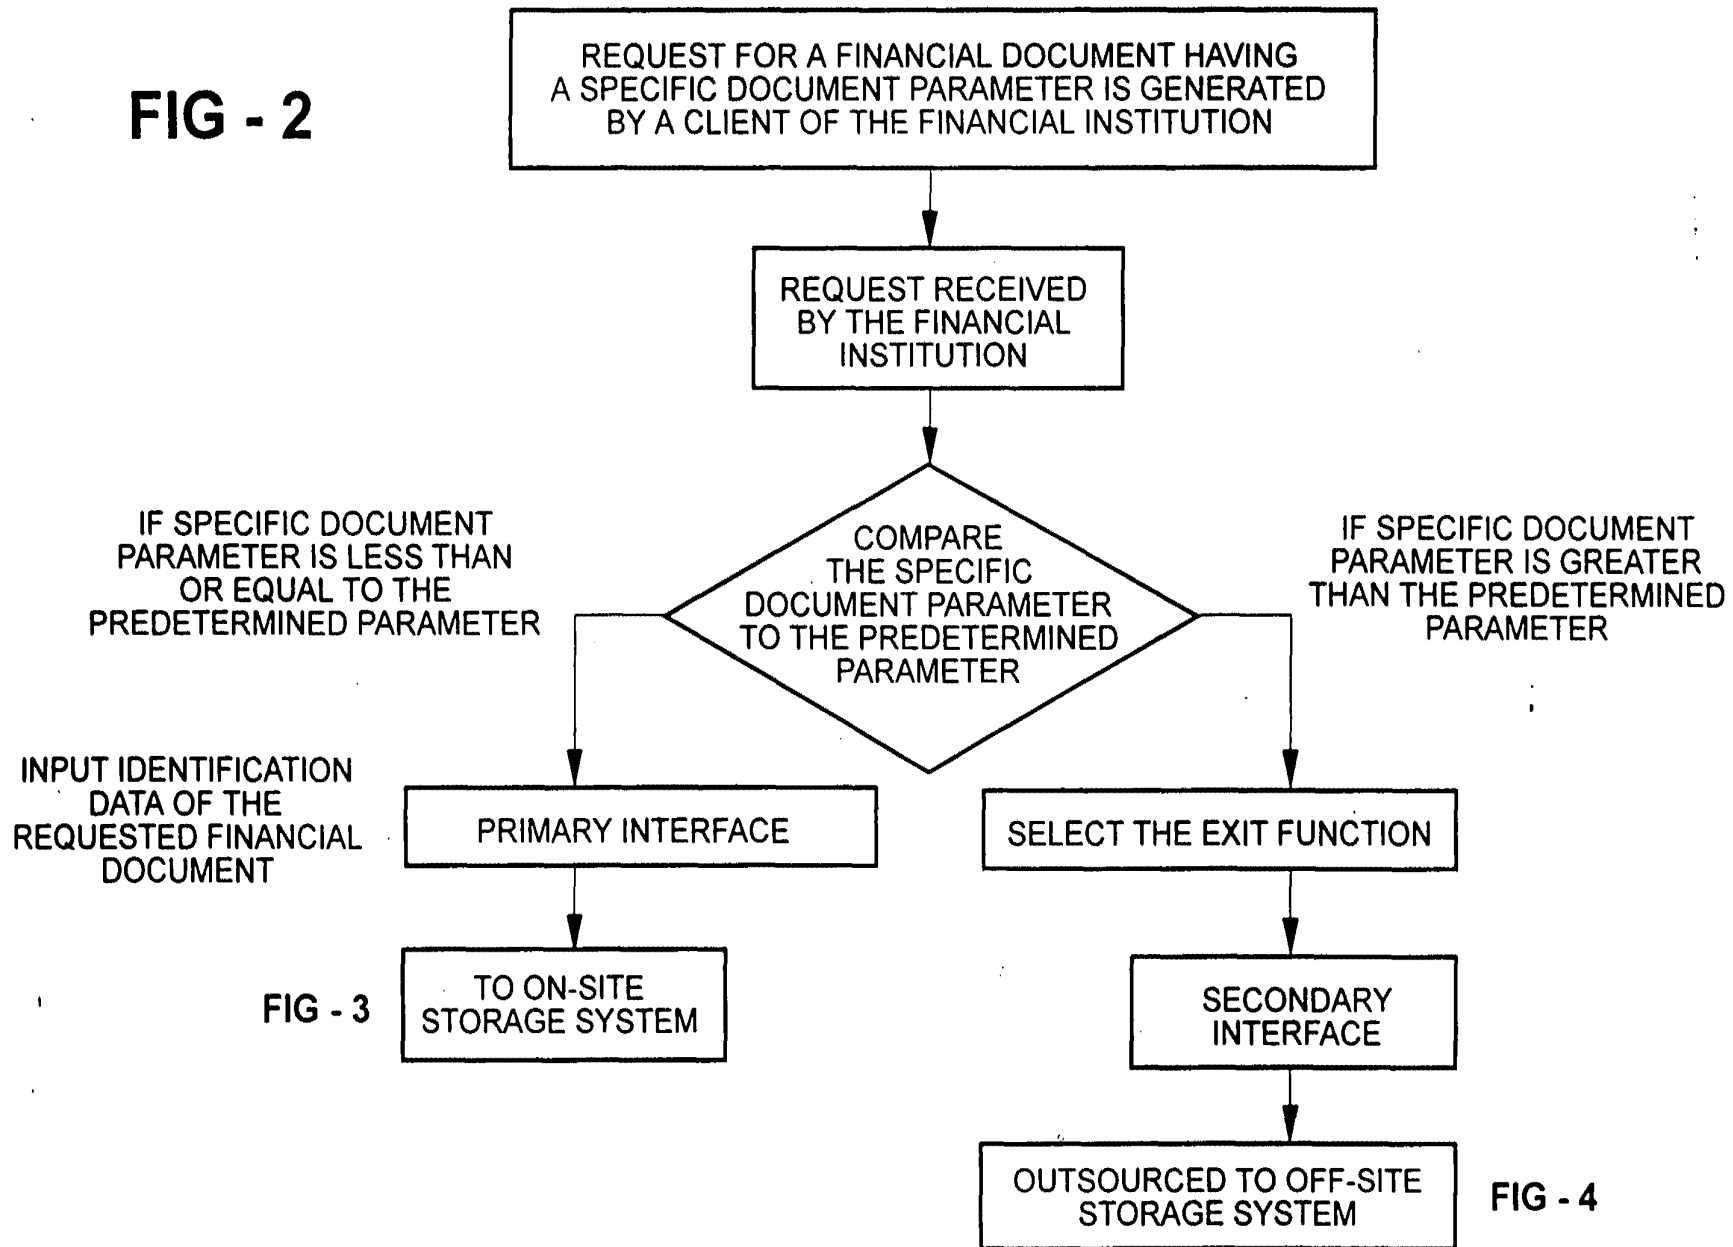 FIG - 2
REQUEST FOR A FINANCIAL DOCUMENT HAVING
A SPECIFIC DOCUMENT PARAMETER IS GENERATED
BY A CLIENT OF THE FINANCIAL INSTITUTION
REQUEST RECEIVED
BY THE FINANCIAL
INSTITUTION
IF SPECIFIC DOCUMENT
PARAMETER IS LESS THAN
OR EQUAL TO THE
PREDETERMINED PARAMETER
COMPARE
THE SPECIFIC
DOCUMENT PARAMETER
TO THE PREDETERMINED
PARAMETER
IF SPECIFIC DOCUMENT
PARAMETER IS GREATER
THAN THE PREDETERMINED
PARAMETER
INPUT IDENTIFICATION
DATA OF THE
REQUESTED FINANCIAL
DOCUMENT
PRIMARY INTERFACE
SELECT THE EXIT FUNCTION
FIG - 3
TO ON-SITE
STORAGE SYSTEM
SECONDARY
INTERFACE
OUTSOURCED TO OFF-SITE
STORAGE SYSTEM
FIG - 4